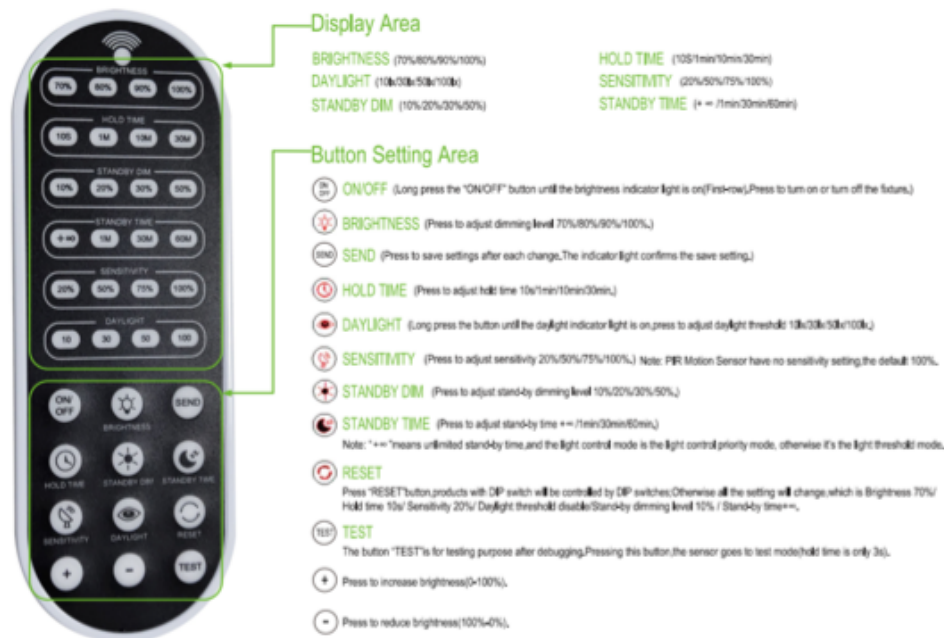 Display Area
BRIGHTNESS (70%/80%/90%/100%)
HOLD TIME (10S/1min/10min/30min)
DAYLIGHT (10lx/30lx/50lx/100lx)
SENSITIVITY (20%/50%/75%/100%)
STANDBY DIM (10%/20%/30%/50%)
STANDBY TIME (+∞ /1min/30min/60min)
BRIGHTNESS
70% 80% 90% 100%
HOLD TIME
10S 1M 10M 30M
STANDBY DIM
10% 20% 30% 50%
STANDBY TIME
+∞ 1M 30M 60M
SENSITIVITY
20% 50% 75% 100%
DAYLIGHT
10 30 50 100
ON/
OFF
SEND
BRIGHTNESS
HOLD TIME STANDBY DIM STANDBY TIME
SENSITIVITY DAYLIGHT RESET
+ - TEST
Button Setting Area
ON
OFF
ON/OFF (Long press the "ON/OFF" button until the brightness indicator light is on(First-row).Press to turn on or turn off the fixture.)
BRIGHTNESS (Press to adjust dimming level 70%/80%/90%/100%.)
SEND SEND (Press to save settings after each change.The indicator light confirms the save setting.)
HOLD TIME (Press to adjust hold time 10s/1min/10min/30min.)
DAYLIGHT (Long press the button until the daylight indicator light is on,press to adjust daylight threshold 10lx/30lx/50lx/100lx.)
SENSITIVITY (Press to adjust sensitivity 20%/50%/75%/100%.) Note: PIR Motion Sensor have no sensitivity setting,the default 100%.
STANDBY DIM (Press to adjust stand-by dimming level 10%/20%/30%/50%.)
STANDBY TIME (Press to adjust stand-by time +∞ /1min/30min/60min.)
Note: "+∞ "means unlimited stand-by time,and the light control mode is the light control priority mode, otherwise it's the light threshold mode.
RESET
Press "RESET"button,products with DIP switch will be controlled by DIP switches;Otherwise all the setting will change,which is Brightness 70%/
Hold time 10s/ Sensitivity 20%/ Daylight threshold disable/Stand-by dimming level 10% / Stand-by time+∞.
TEST TEST
The button "TEST"is for testing purpose after debugging.Pressing this button,the sensor goes to test mode(hold time is only 3s).
+ Press to increase brightness(0-100%).
- Press to reduce brightness(100%-0%).